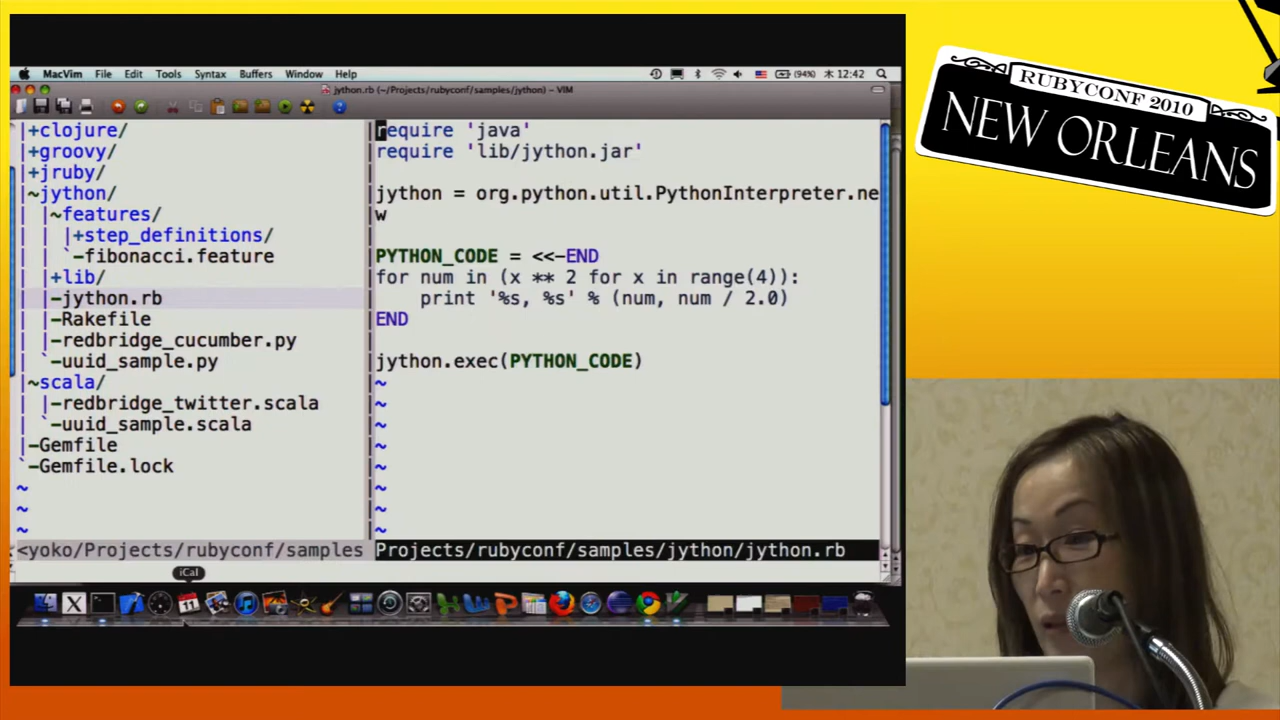 MacVim File Edit Tools Syntax Buffers Window Help (94%) 木 12:42
jython.rb (~/Projects/rubyconf/samples/jython) – VIM
|+clojure/
|+groovy/
|+jruby/
|~jython/
| |~features/
| | |+step_definitions/
| | `-fibonacci.feature
| |+lib/
| |-jython.rb
| |-Rakefile
| |-redbridge_cucumber.py
| `-uuid_sample.py
|~scala/
| |-redbridge_twitter.scala
| `-uuid_sample.scala
|-Gemfile
`-Gemfile.lock
~
~
~
<yoko/Projects/rubyconf/samples
require 'java'
require 'lib/jython.jar'
jython = org.python.util.PythonInterpreter.ne
w
PYTHON_CODE = <<-END
for num in (x ** 2 for x in range(4)):
print '%s, %s' % (num, num / 2.0)
END
jython.exec(PYTHON_CODE)
~
~
~
~
~
~
~
~
Projects/rubyconf/samples/jython/jython.rb
iCal
11
RUBYCONF 2010
NEW ORLEANS